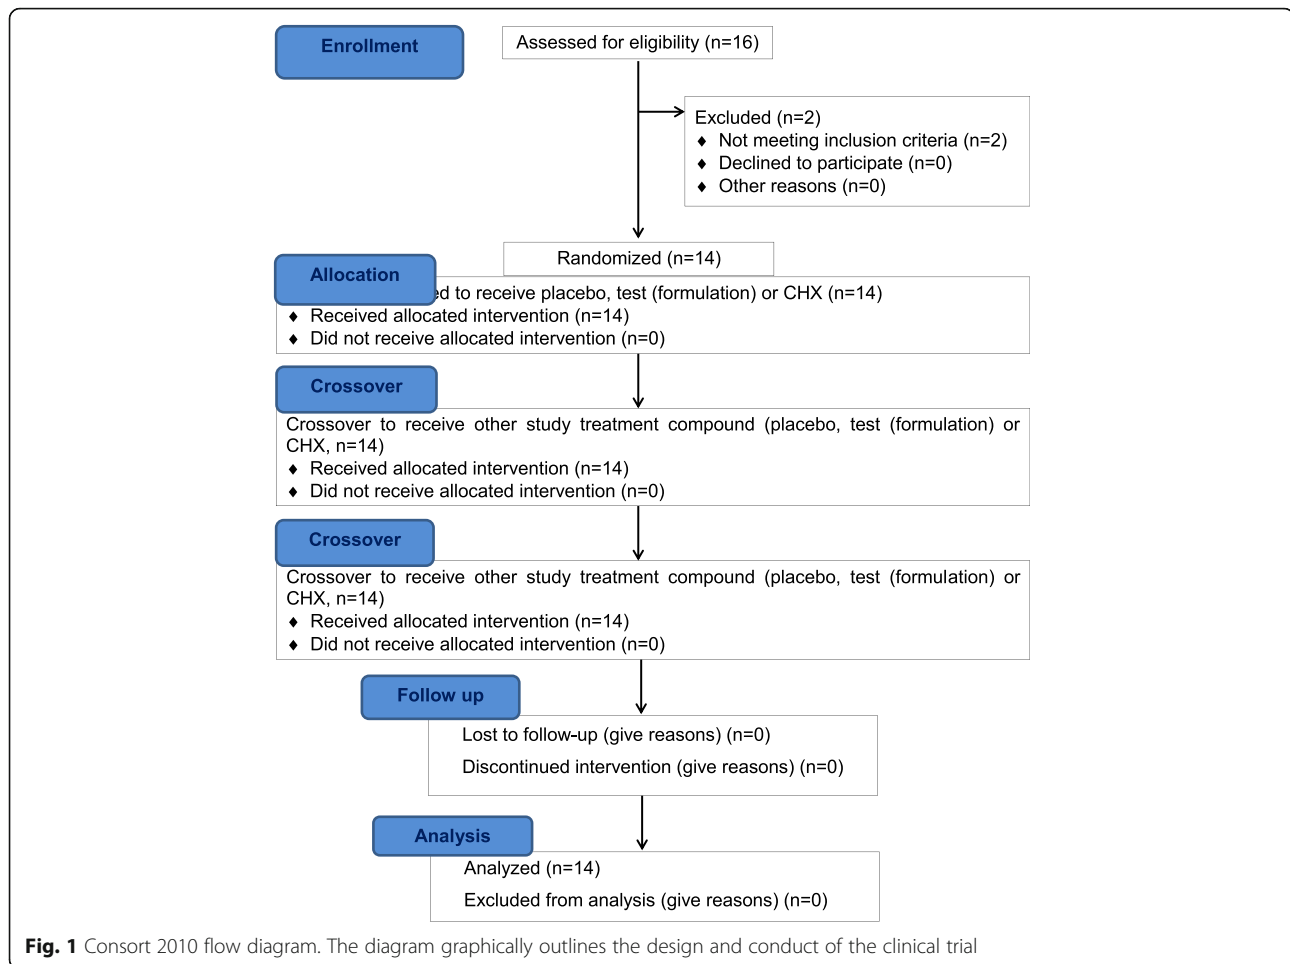 Enrollment
Assessed for eligibility (n=16)
Excluded (n=2)
♦ Not meeting inclusion criteria (n=2)
♦ Declined to participate (n=0)
♦ Other reasons (n=0)
Randomized (n=14)
Allocation
to receive placebo, test (formulation) or CHX (n=14)
♦ Received allocated intervention (n=14)
♦ Did not receive allocated intervention (n=0)
Crossover
Crossover to receive other study treatment compound (placebo, test (formulation) or
CHX, n=14)
♦ Received allocated intervention (n=14)
♦ Did not receive allocated intervention (n=0)
Crossover
Crossover to receive other study treatment compound (placebo, test (formulation) or
CHX, n=14)
♦ Received allocated intervention (n=14)
♦ Did not receive allocated intervention (n=0)
Follow up
Lost to follow-up (give reasons) (n=0)
Discontinued intervention (give reasons) (n=0)
Analysis
Analyzed (n=14)
Excluded from analysis (give reasons) (n=0)
Fig. 1 Consort 2010 flow diagram. The diagram graphically outlines the design and conduct of the clinical trial